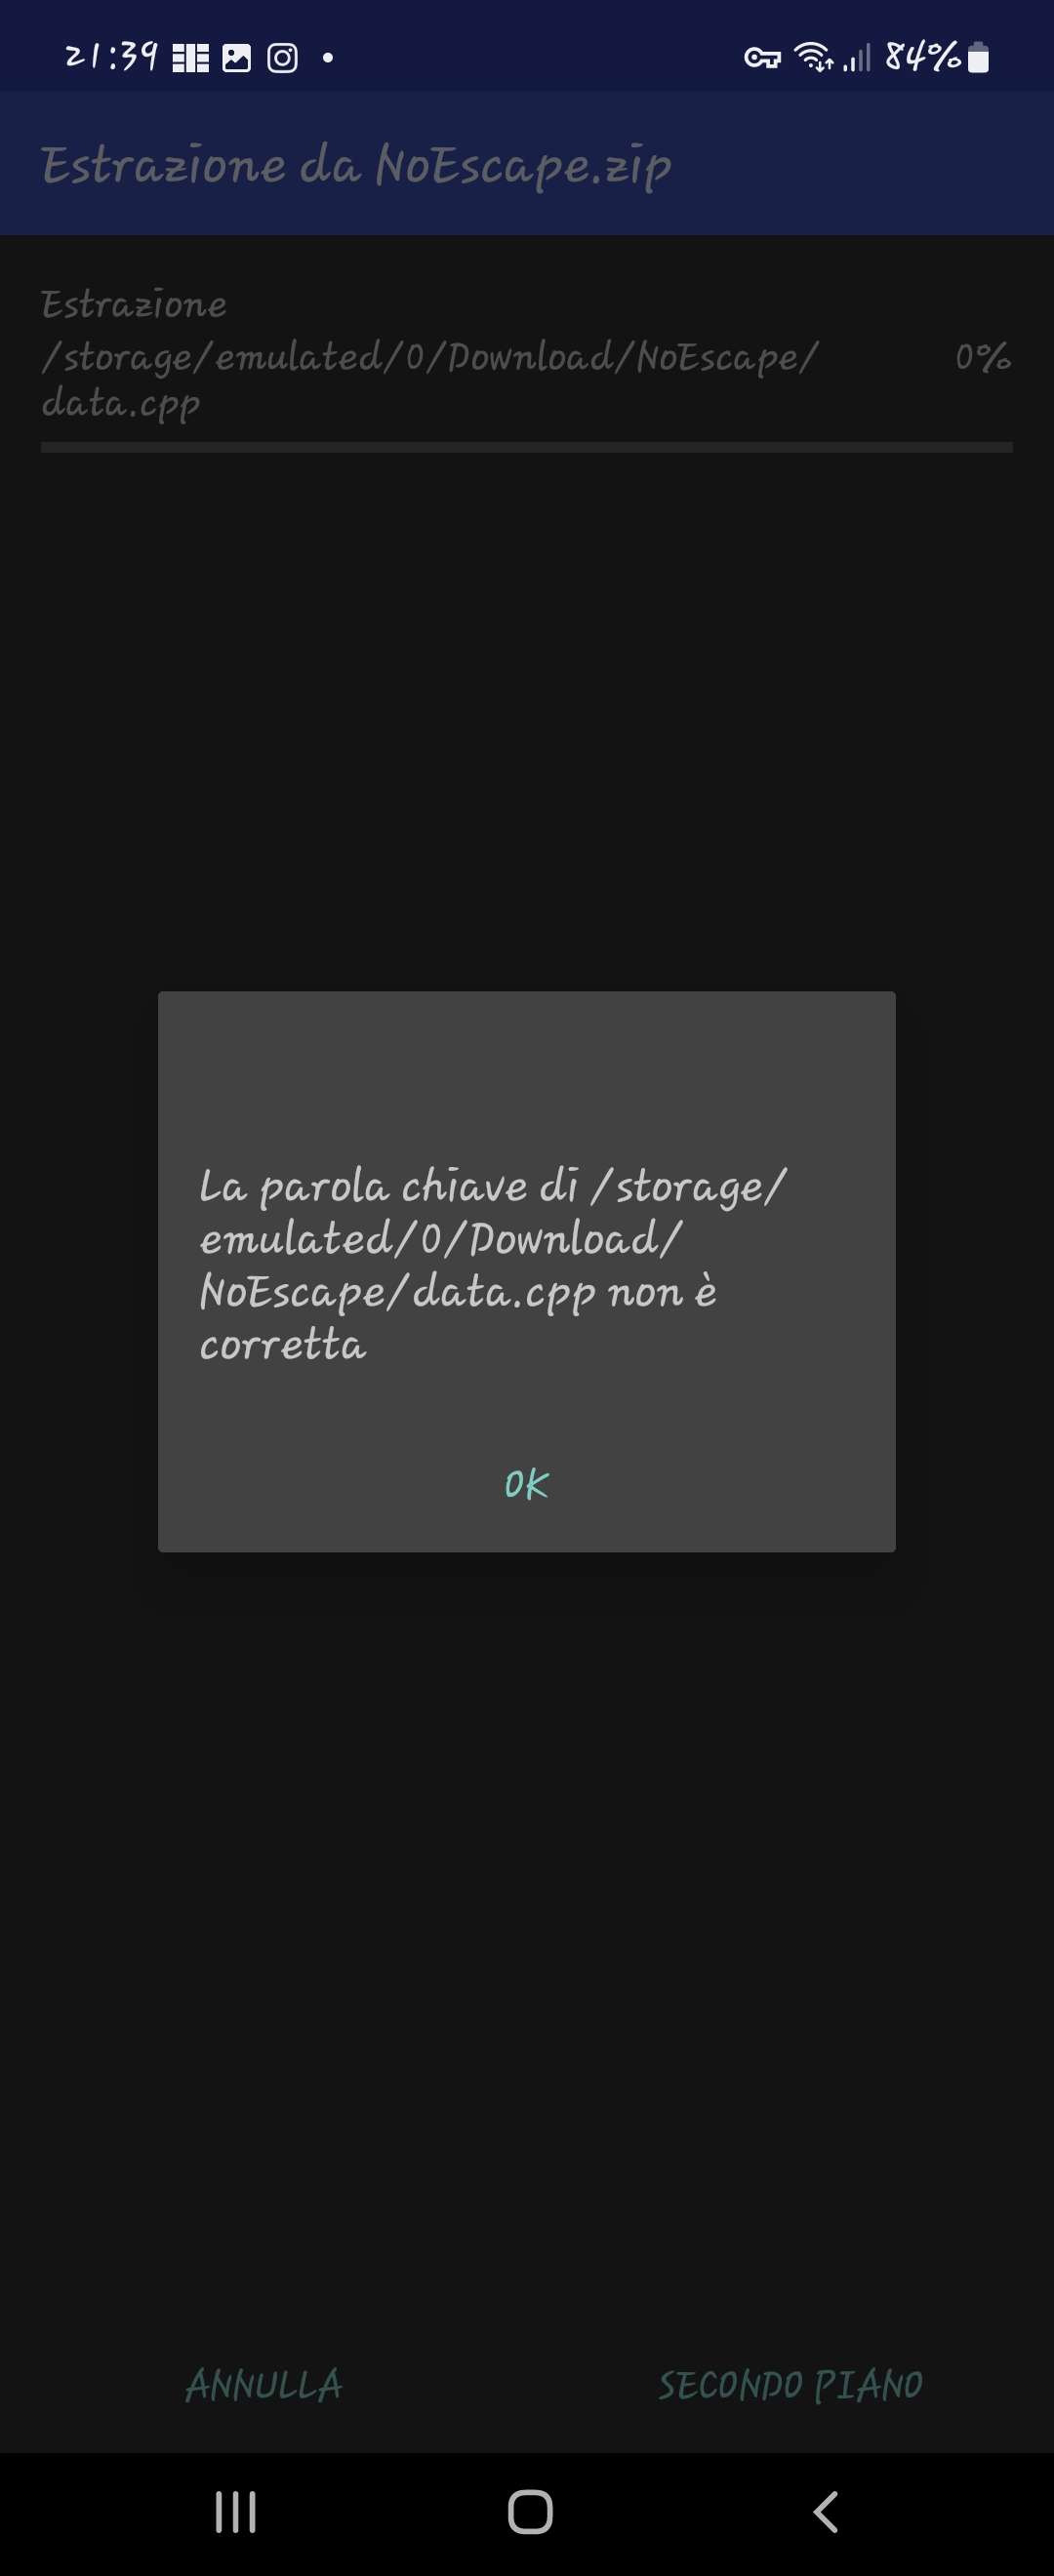 21:39
84%
Estrazione da NoEscape.zip
Estrazione
/storage/emulated/0/Download/NoEscape/
0%
data.cpp
La parola chiave di /storage/
emulated/0/Download/
NoEscape/data.cpp non è
corretta
OK
ANNULLA
SECONDO PIANO